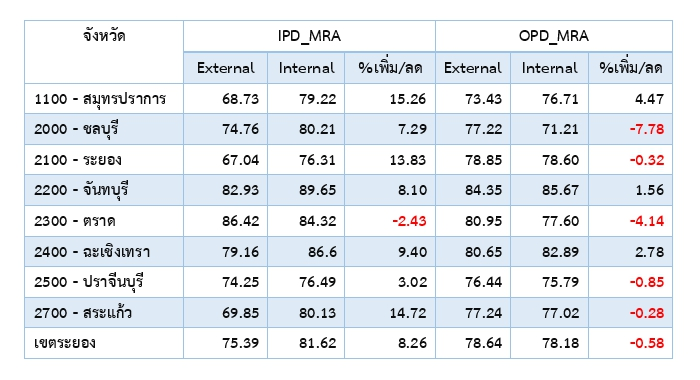 จังหวัด IPD_MRA OPD_MRA
External Internal %เพิ่ม/ลด External Internal %เพิ่ม/ลด
1100 - สมุทรปราการ 68.73 79.22 15.26 73.43 76.71 4.47
2000 - ชลบุรี 74.76 80.21 7.29 77.22 71.21 -7.78
2100 - ระยอง 67.04 76.31 13.83 78.85 78.60 -0.32
2200 - จันทบุรี 82.93 89.65 8.10 84.35 85.67 1.56
2300 - ตราด 86.42 84.32 -2.43 80.95 77.60 -4.14
2400 - ฉะเซิงเทรา 79.16 86.6 9.40 80.65 82.89 2.78
2500 - ปราจีนบุรี 74.25 76.49 3.02 76.44 75.79 -0.85
2700 - สระแก้ว 69.85 80.13 14.72 77.24 77.02 -0.28
เขตระยอง 75.39 81.62 8.26 78.64 78.18 -0.58